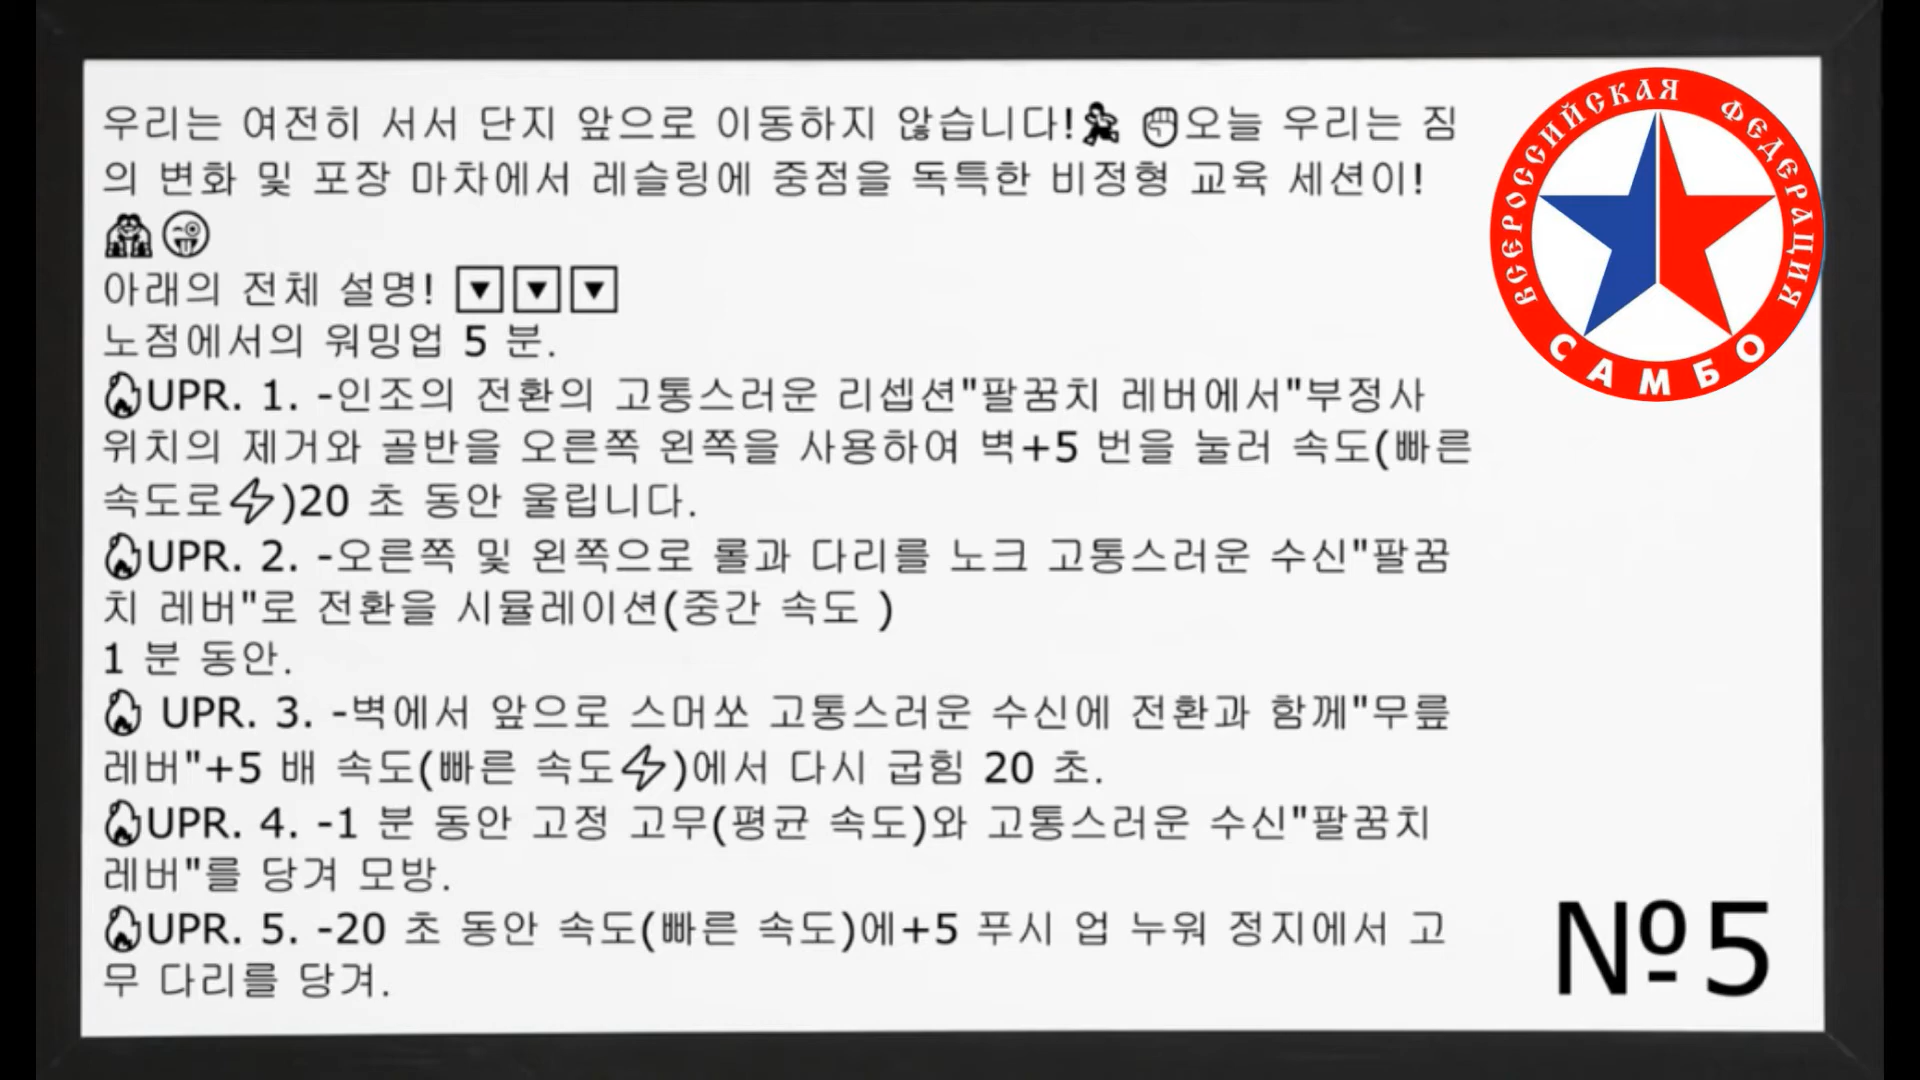 우리는 여전히 서서 단지 앞으로 이동하지 않습니다!🏃 ✊오늘 우리는 짐
의 변화 및 포장 마차에서 레슬링에 중점을 독특한 비정형 교육 세션이!
🤼😜
아래의 전체 설명! 🔽🔽🔽
노점에서의 워밍업 5 분.
🔥UPR. 1. -인조의 전환의 고통스러운 리셉션"팔꿈치 레버에서"부정사
위치의 제거와 골반을 오른쪽 왼쪽을 사용하여 벽+5 번을 눌러 속도(빠른
속도로⚡)20 초 동안 울립니다.
🔥UPR. 2. -오른쪽 및 왼쪽으로 롤과 다리를 노크 고통스러운 수신"팔꿈
치 레버"로 전환을 시뮬레이션(중간 속도 )
1 분 동안.
🔥 UPR. 3. -벽에서 앞으로 스머쏘 고통스러운 수신에 전환과 함께"무릎
레버"+5 배 속도(빠른 속도⚡)에서 다시 굽힘 20 초.
🔥UPR. 4. -1 분 동안 고정 고무(평균 속도)와 고통스러운 수신"팔꿈치
레버"를 당겨 모방.
🔥UPR. 5. -20 초 동안 속도(빠른 속도)에+5 푸시 업 누워 정지에서 고
무 다리를 당겨.
ВСЕРОССИЙСКАЯ ФЕДЕРАЦИЯ
САМБО
№5